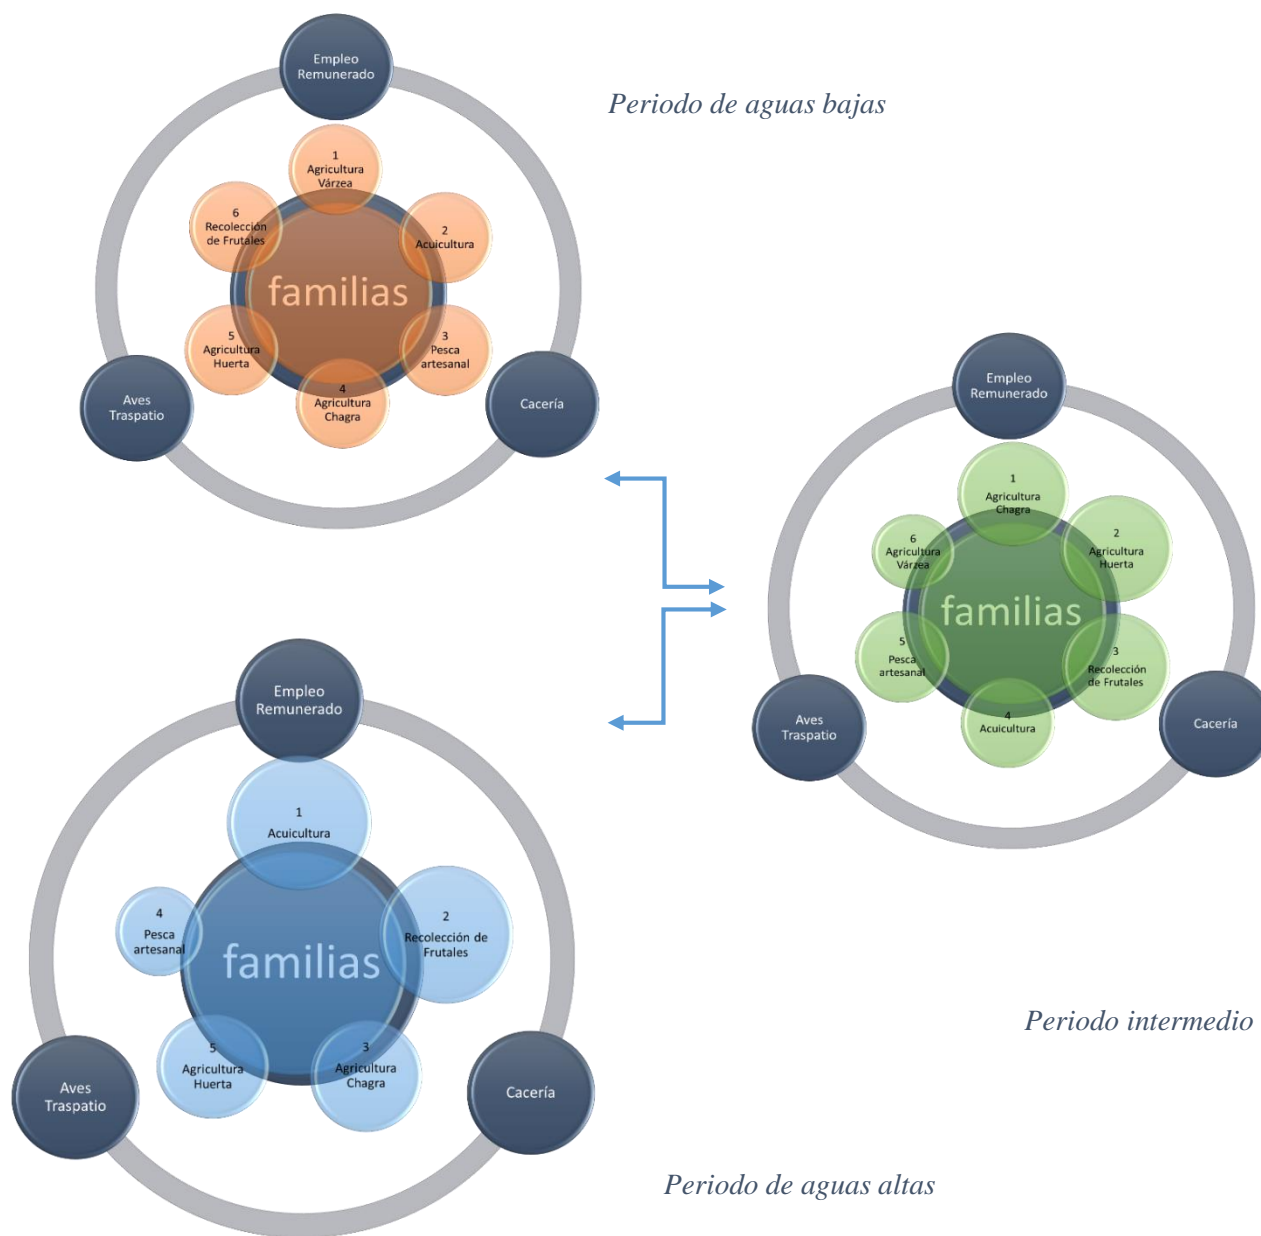 Periodo de aguas bajas
Empleo
Remunerado
1
Agricultura
Várzea
2
Acuicultura
3
Pesca
artesanal
4
Agricultura
Chagra
5
Agricultura
Huerta
6
Recolección
de Frutales
familias
Aves
Traspatio
Cacería
Empleo
Remunerado
1
Agricultura
Chagra
2
Agricultura
Huerta
3
Recolección
de Frutales
4
Acuicultura
5
Pesca
artesanal
6
Agricultura
Várzea
familias
Aves
Traspatio
Cacería
Periodo intermedio
Empleo
Remunerado
1
Acuicultura
2
Recolección de
Frutales
3
Agricultura
Chagra
5
Agricultura
Huerta
4
Pesca
artesanal
familias
Aves
Traspatio
Cacería
Periodo de aguas altas